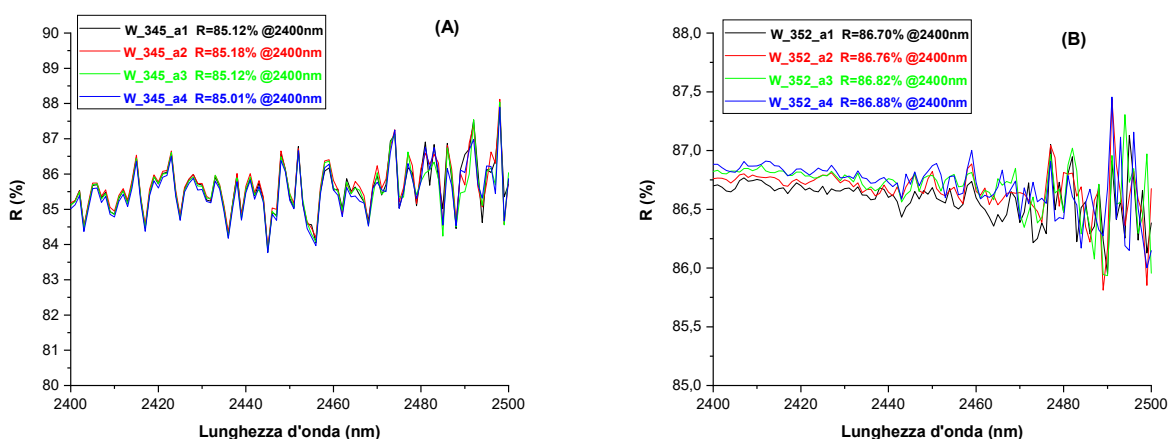 W_345_a1 R=85.12% @2400nm
W_345_a2 R=85.18% @2400nm
W_345_a3 R=85.12% @2400nm
W_345_a4 R=85.01% @2400nm
(A)
R (%)
90
89
88
87
86
85
84
83
82
81
80
2400 2420 2440 2460 2480 2500
Lunghezza d'onda (nm)
W_352_a1 R=86.70% @2400nm
W_352_a2 R=86.76% @2400nm
W_352_a3 R=86.82% @2400nm
W_352_a4 R=86.88% @2400nm
(B)
R (%)
88,0
87,5
87,0
86,5
86,0
85,5
85,0
2400 2420 2440 2460 2480 2500
Lunghezza d'onda (nm)